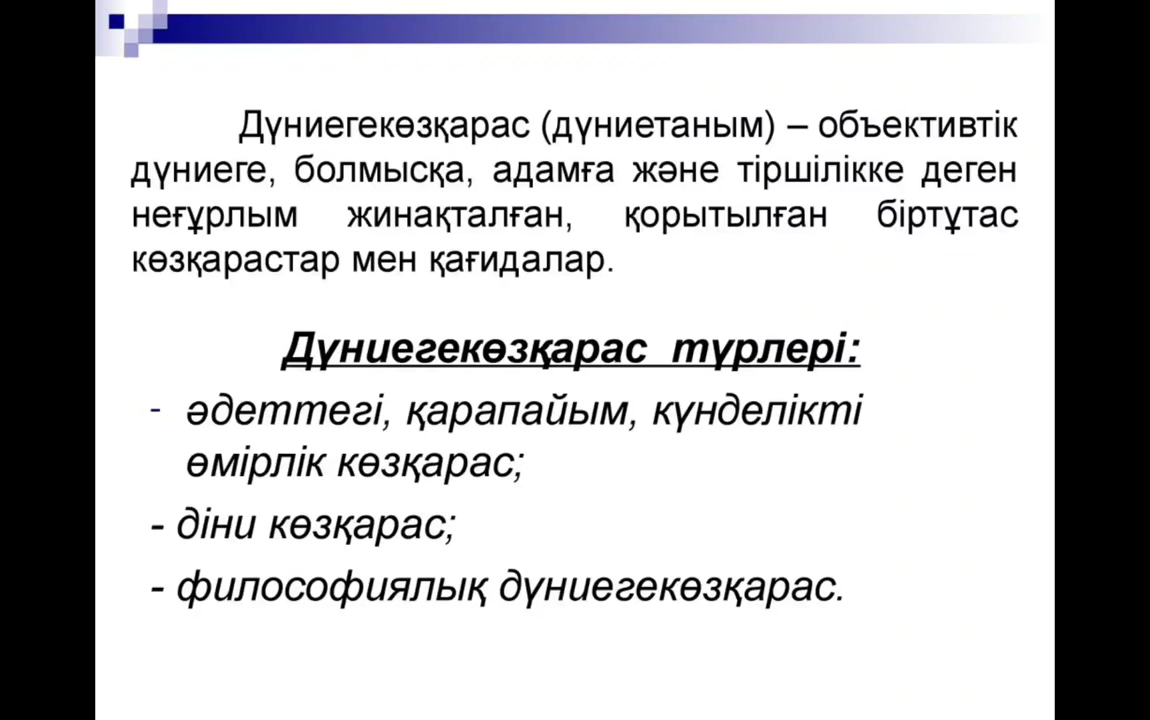 Дүниегекөзқарас (дүниетаным) – объективтік
дүниеге, болмысқа, адамға және тіршілікке деген
неғұрлым жинақталған, қорытылған біртұтас
көзқарастар мен қағидалар.
Дүниегекөзқарас түрлері:
- әдеттегі, қарапайым, күнделікті
өмірлік көзқарас;
- діни көзқарас;
- философиялық дүниегекөзқарас.